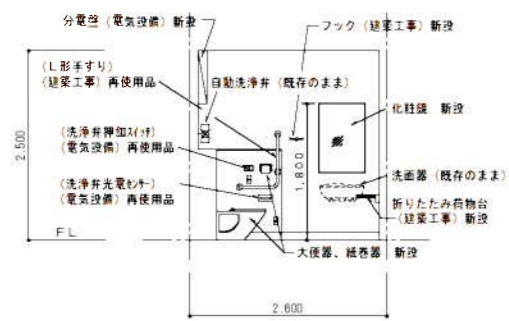 分電盤（電気設備）新設
フック（建築工事）新設
（Ｌ形手すり）
（建築工事）再使用品
自動洗浄弁（既存のまま）
化粧鏡 新設
（洗浄弁押釦スイッチ）
（電気設備）再使用品
洗面器（既存のまま）
（洗浄弁光電センサー）
（電気設備）再使用品
折りたたみ荷物台
（建築工事）新設
大便器、紙巻器 新設
2.500
1.800
FL
2.600